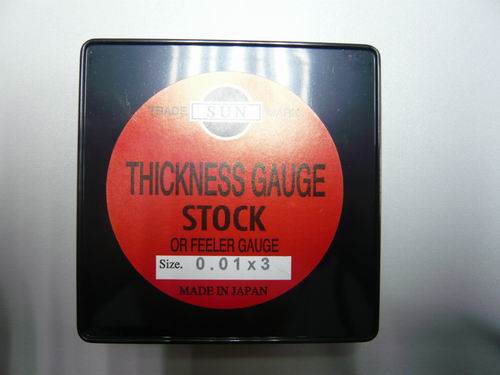 TRADE SUN MARK
THICKNESS GAUGE
STOCK
OR FEELER GAUGE
Size. 0.01x3
MADE IN JAPAN